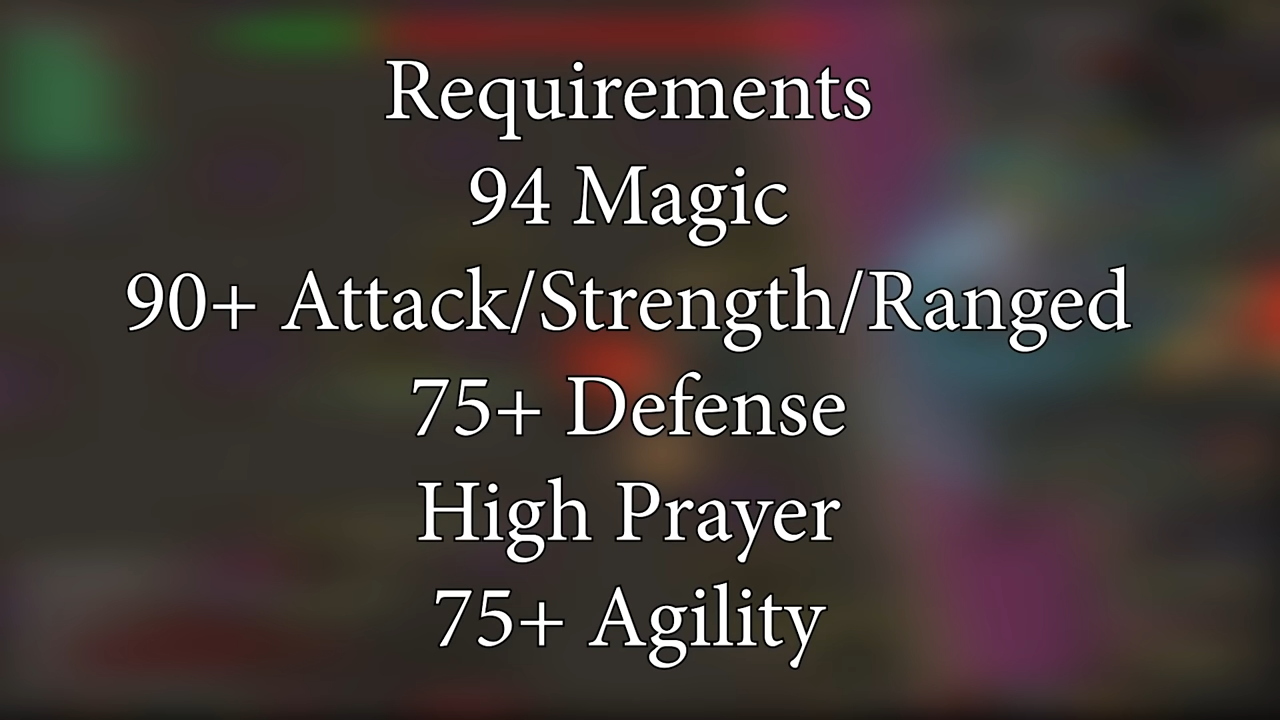 Requirements
94 Magic
90+ Attack/Strength/Ranged
75+ Defense
High Prayer
75+ Agility